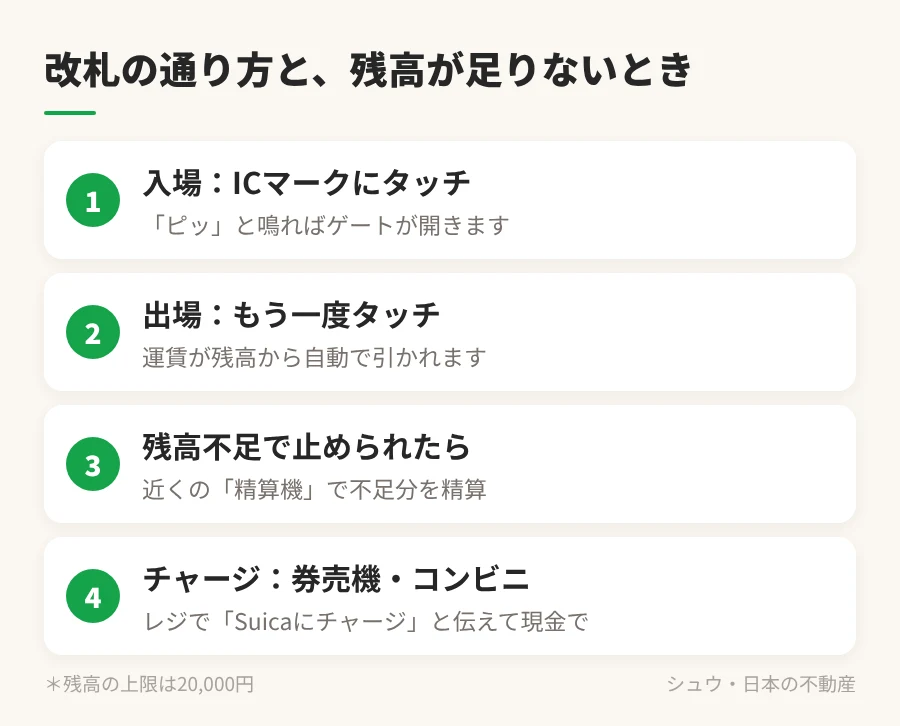 改札の通り方と、残高が足りないとき
1
入場：ICマークにタッチ
「ピッ」と鳴ればゲートが開きます
2
出場：もう一度タッチ
運賃が残高から自動で引かれます
3
残高不足で止められたら
近くの「精算機」で不足分を精算
4
チャージ：券売機・コンビニ
レジで「Suicaにチャージ」と伝えて現金で
＊残高の上限は20,000円
シュウ・日本の不動産